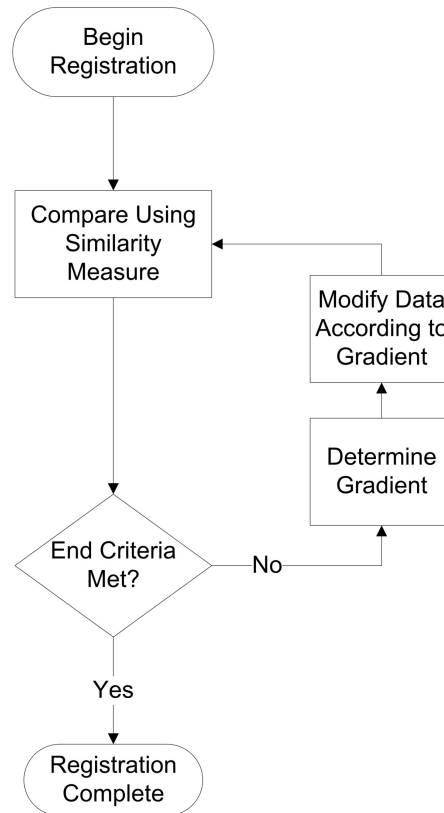 Begin
Registration
Compare Using
Similarity
Measure
Modify Data
According to
Gradient
Determine
Gradient
End Criteria
Met?
No
Yes
Registration
Complete